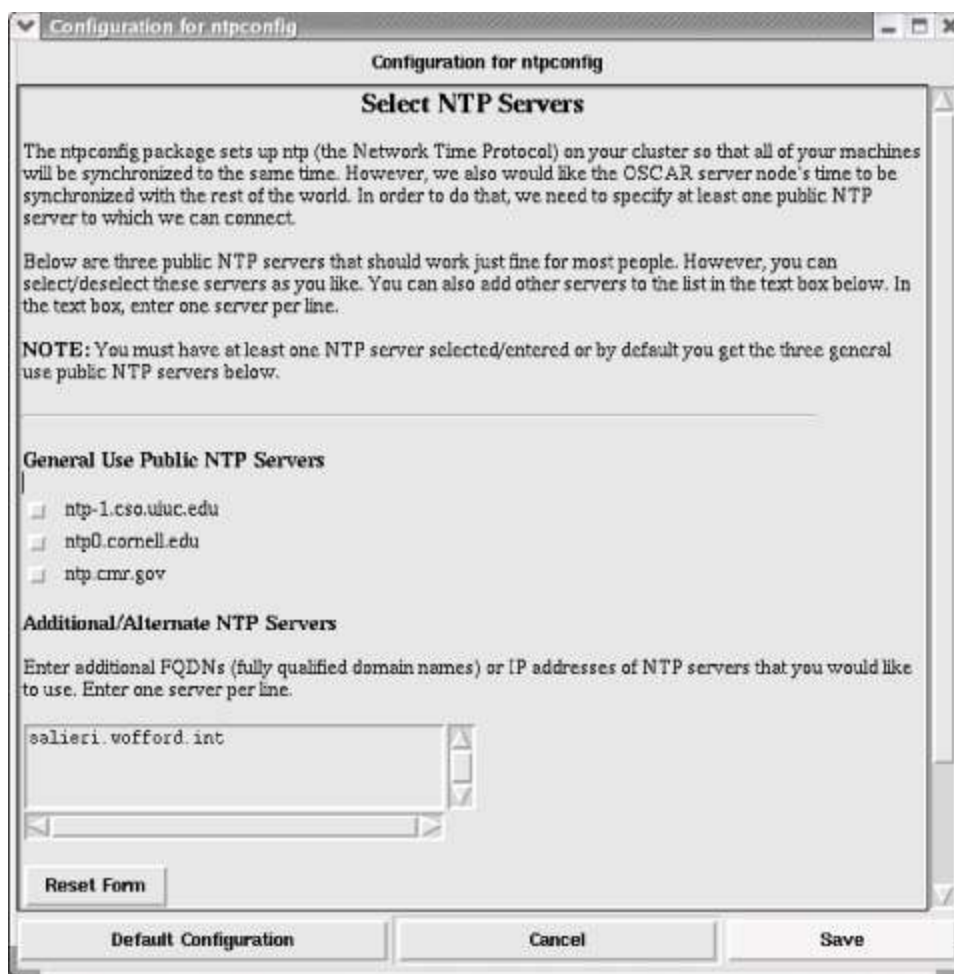 Configuration for ntpconfig
Configuration for ntpconfig
Select NTP Servers
The ntpconfig package sets up ntp (the Network Time Protocol) on your cluster so that all of your machines
will be synchronized to the same time. However, we also would like the OSCAR server node's time to be
synchronized with the rest of the world. In order to do that, we need to specify at least one public NTP
server to which we can connect.
Below are three public NTP servers that should work just fine for most people. However, you can
select/deselect these servers as you like. You can also add other servers to the list in the text box below. In
the text box, enter one server per line.
NOTE: You must have at least one NTP server selected/entered or by default you get the three general
use public NTP servers below.
General Use Public NTP Servers
ntp-1.cso.uiuc.edu
ntp0.cornell.edu
ntp.cmr.gov
Additional/Alternate NTP Servers
Enter additional FQDNs (fully qualified domain names) or IP addresses of NTP servers that you would like
to use. Enter one server per line.
salieri.wofford.int
Reset Form
Default Configuration
Cancel
Save